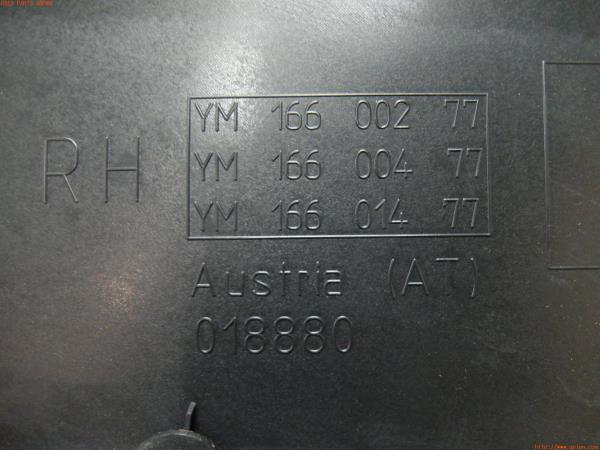 YM 166 002 77
YM 166 004 77
RH
YM 166 014 77
Austria (AT)
018880